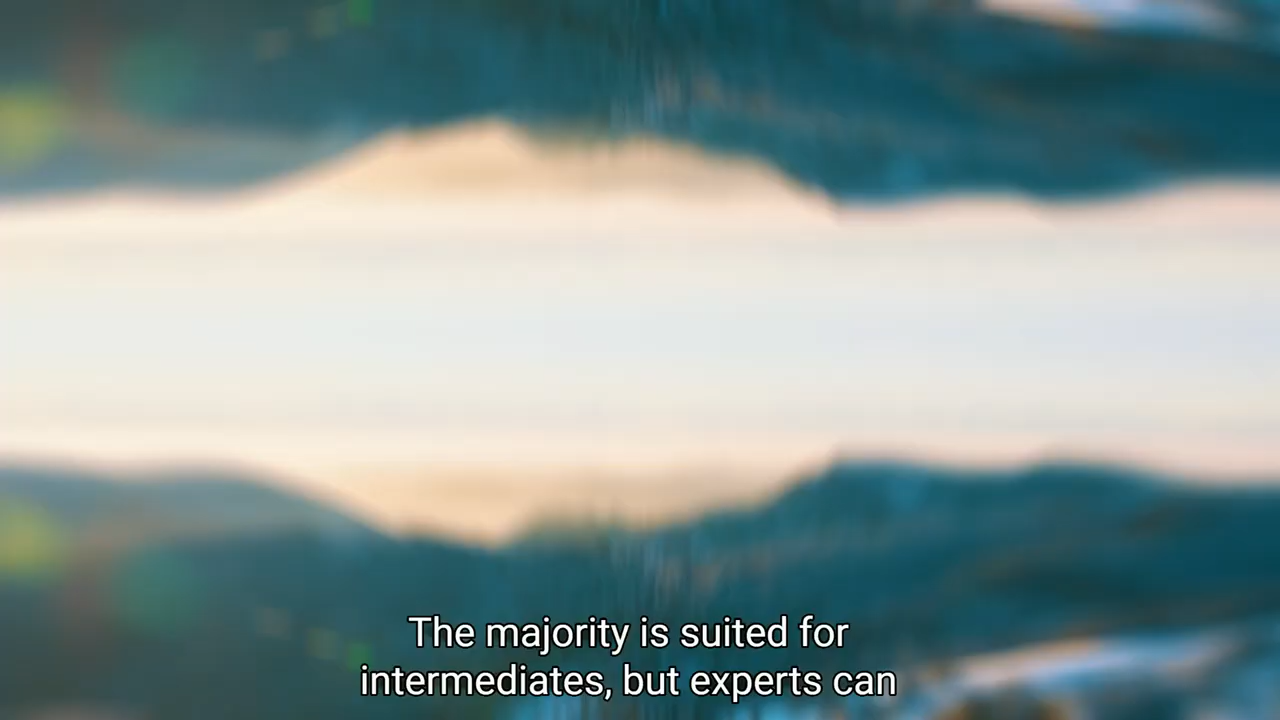 The majority is suited for
intermediates, but experts can